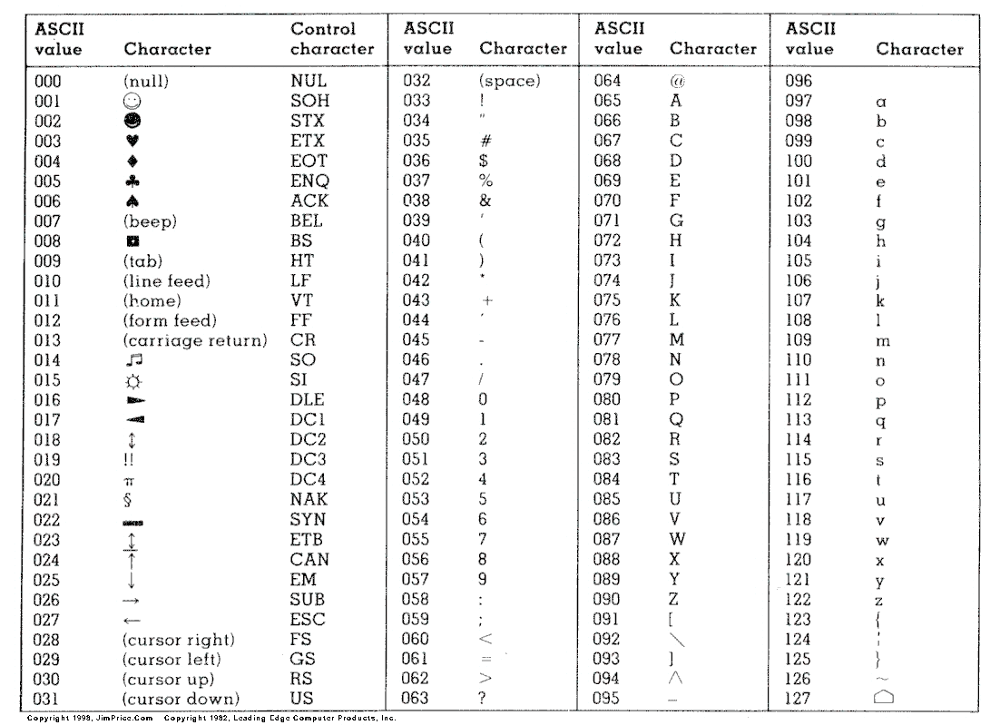 ASCII value Character Control character ASCII value Character ASCII value Character ASCII value Character
000 (null) NUL 032 (space) 064 @ 096
001 ☺ SOH 033 ! 065 A 097 a
002 ☻ STX 034 " 066 B 098 b
003 ♥ ETX 035 # 067 C 099 c
004 ♦ EOT 036 $ 068 D 100 d
005 ♣ ENQ 037 % 069 E 101 e
006 ♠ ACK 038 & 070 F 102 f
007 (beep) BEL 039 ' 071 G 103 g
008 ◘ BS 040 ( 072 H 104 h
009 (tab) HT 041 ) 073 I 105 i
010 (line feed) LF 042 * 074 J 106 j
011 (home) VT 043 + 075 K 107 k
012 (form feed) FF 044 ' 076 L 108 l
013 (carriage return) CR 045 - 077 M 109 m
014 ♫ SO 046 . 078 N 110 n
015 ☼ SI 047 / 079 O 111 o
016 ► DLE 048 0 080 P 112 p
017 ◄ DC1 049 1 081 Q 113 q
018 ↕ DC2 050 2 082 R 114 r
019 !! DC3 051 3 083 S 115 s
020 π DC4 052 4 084 T 116 t
021 § NAK 053 5 085 U 117 u
022 ▬ SYN 054 6 086 V 118 v
023 ↨ ETB 055 7 087 W 119 w
024 ↑ CAN 056 8 088 X 120 x
025 ↓ EM 057 9 089 Y 121 y
026 → SUB 058 : 090 Z 122 z
027 ← ESC 059 ; 091 [ 123 {
028 (cursor right) FS 060 < 092 \ 124 ¦
029 (cursor left) GS 061 = 093 ] 125 }
030 (cursor up) RS 062 > 094 ∧ 126 ~
031 (cursor down) US 063 ? 095 _ 127 ⌂
Copyright 1998, JimPrice.Com Copyright 1982, Leading Edge Computer Products, Inc.